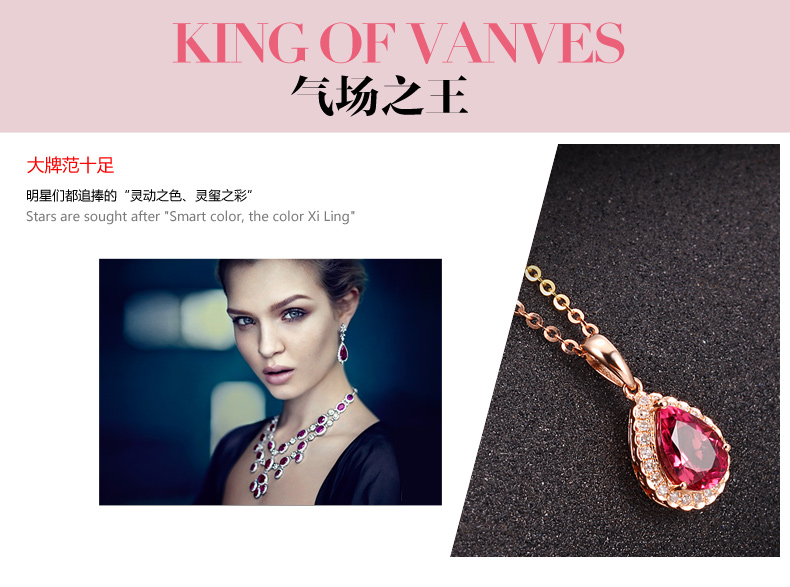 KING OF VANVES
气场之王
大牌范十足
明星们都追捧的“灵动之色、灵玺之彩”
Stars are sought after "Smart color, the color Xi Ling"